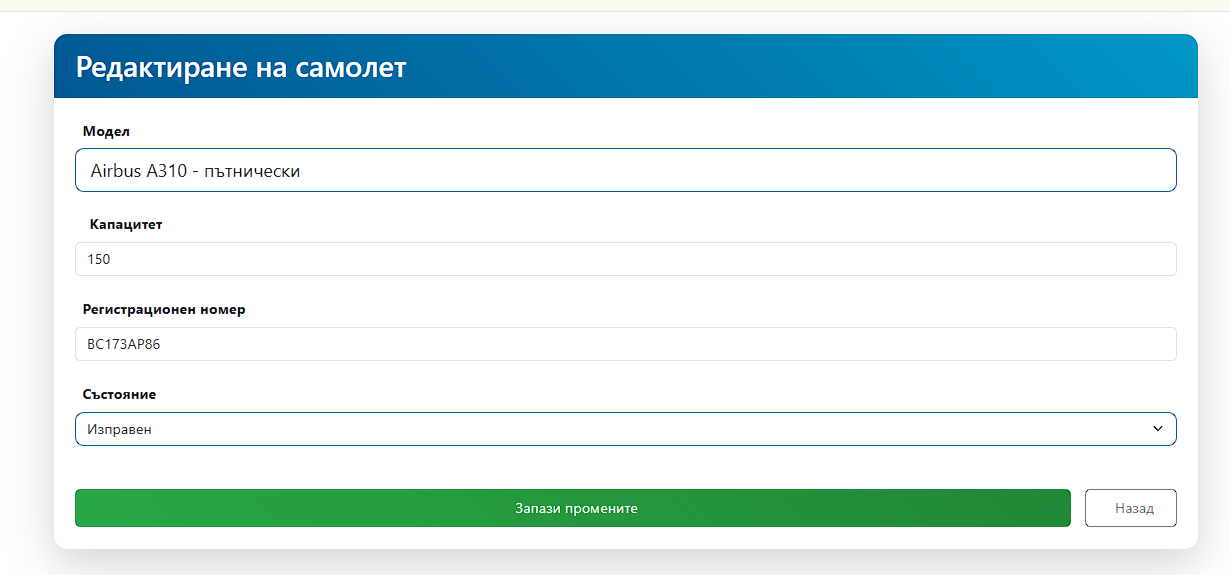 Редактиране на самолет
Модел
Airbus A310 - пътнически
Капацитет
150
Регистрационен номер
BC173AP86
Състояние
Изправен
Запази промените
Назад